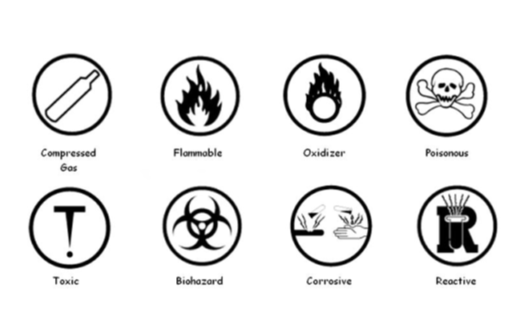 Compressed
Gas
Flammable
Oxidizer
Poisonous
T
R
Toxic
Biohazard
Corrosive
Reactive